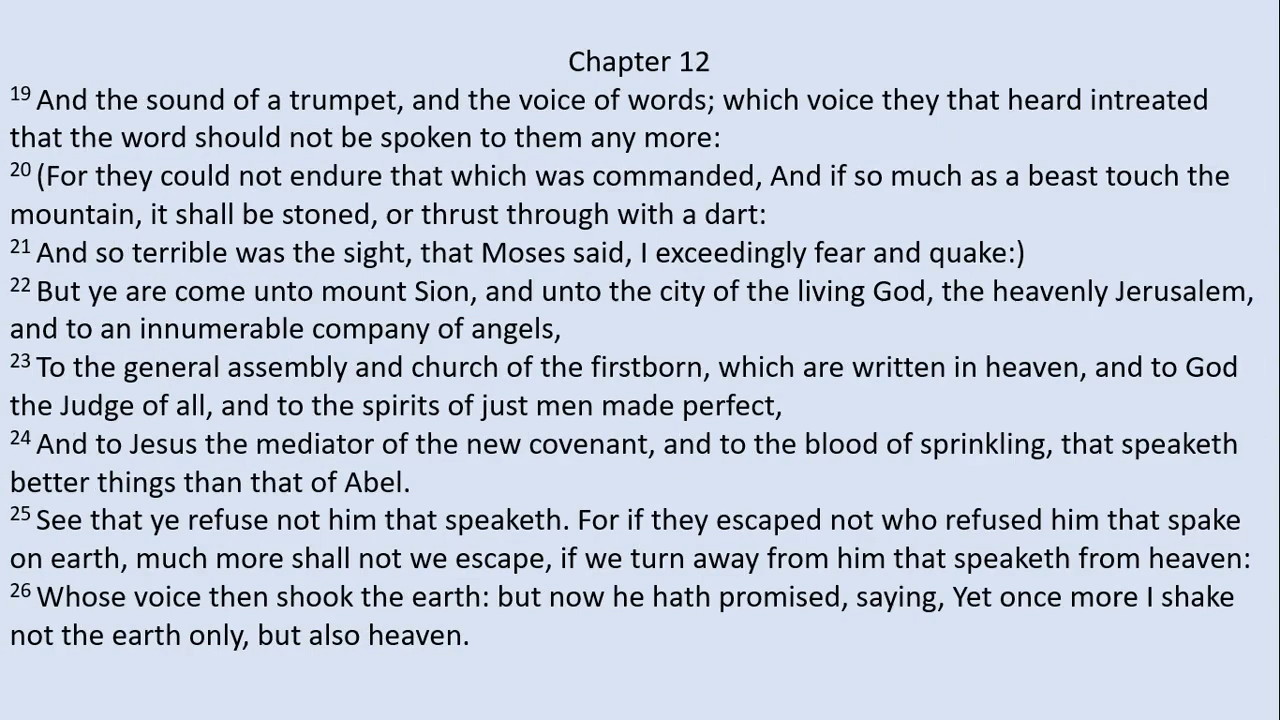 Chapter 12
19 And the sound of a trumpet, and the voice of words; which voice they that heard intreated
that the word should not be spoken to them any more:
20 (For they could not endure that which was commanded, And if so much as a beast touch the
mountain, it shall be stoned, or thrust through with a dart:
21 And so terrible was the sight, that Moses said, I exceedingly fear and quake:)
22 But ye are come unto mount Sion, and unto the city of the living God, the heavenly Jerusalem,
and to an innumerable company of angels,
23 To the general assembly and church of the firstborn, which are written in heaven, and to God
the Judge of all, and to the spirits of just men made perfect,
24 And to Jesus the mediator of the new covenant, and to the blood of sprinkling, that speaketh
better things than that of Abel.
25 See that ye refuse not him that speaketh. For if they escaped not who refused him that spake
on earth, much more shall not we escape, if we turn away from him that speaketh from heaven:
26 Whose voice then shook the earth: but now he hath promised, saying, Yet once more I shake
not the earth only, but also heaven.